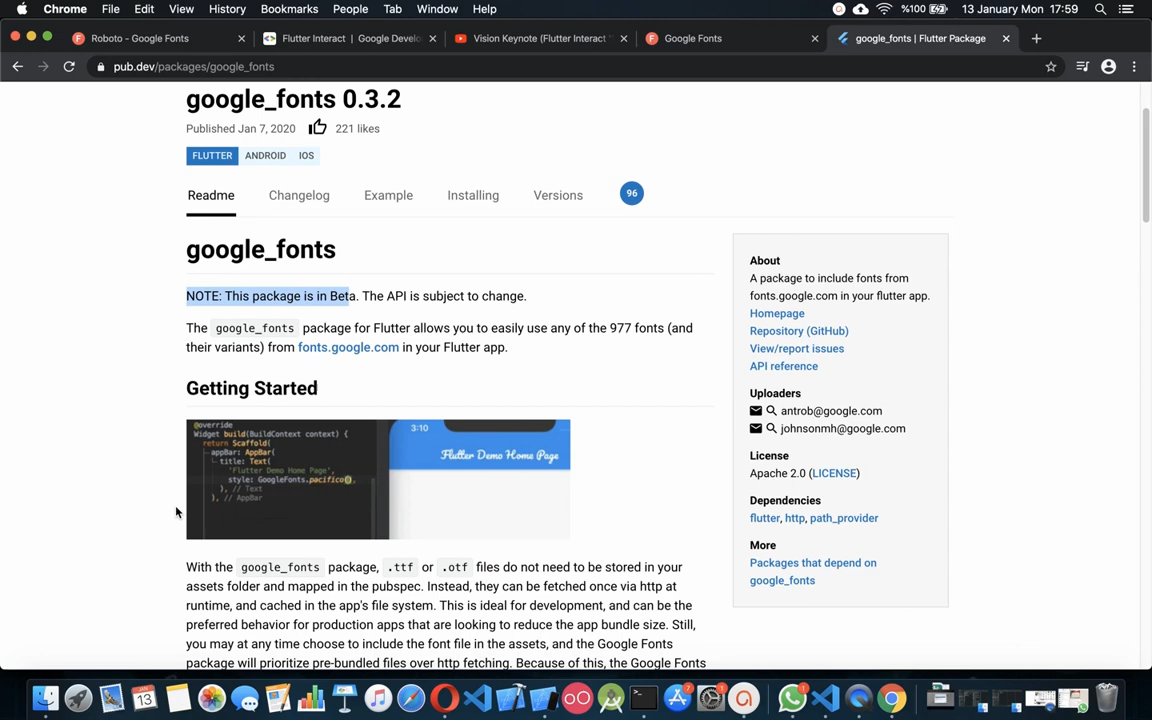 Chrome File Edit View History Bookmarks People Tab Window Help %100 13 January Mon 17:59
Roboto - Google Fonts Flutter Interact | Google Develo Vision Keynote (Flutter Interact ' Google Fonts google_fonts | Flutter Package
pub.dev/packages/google_fonts
google_fonts 0.3.2
Published Jan 7, 2020 221 likes
FLUTTER ANDROID IOS
Readme Changelog Example Installing Versions 96
google_fonts
NOTE: This package is in Beta. The API is subject to change.
The google_fonts package for Flutter allows you to easily use any of the 977 fonts (and
their variants) from fonts.google.com in your Flutter app.
Getting Started
@override
Widget build(BuildContext context) {
return Scaffold(
appBar: AppBar(
title: Text(
'Flutter Demo Home Page',
style: GoogleFonts.pacifico(),
), // Text
), // AppBar
3:10
Flutter Demo Home Page
With the google_fonts package, .ttf or .otf files do not need to be stored in your
assets folder and mapped in the pubspec. Instead, they can be fetched once via http at
runtime, and cached in the app's file system. This is ideal for development, and can be the
preferred behavior for production apps that are looking to reduce the app bundle size. Still,
you may at any time choose to include the font file in the assets, and the Google Fonts
package will prioritize pre-bundled files over http fetching. Because of this, the Google Fonts
About
A package to include fonts from
fonts.google.com in your flutter app.
Homepage
Repository (GitHub)
View/report issues
API reference
Uploaders
antrob@google.com
johnsonmh@google.com
License
Apache 2.0 (LICENSE)
Dependencies
flutter, http, path_provider
More
Packages that depend on
google_fonts